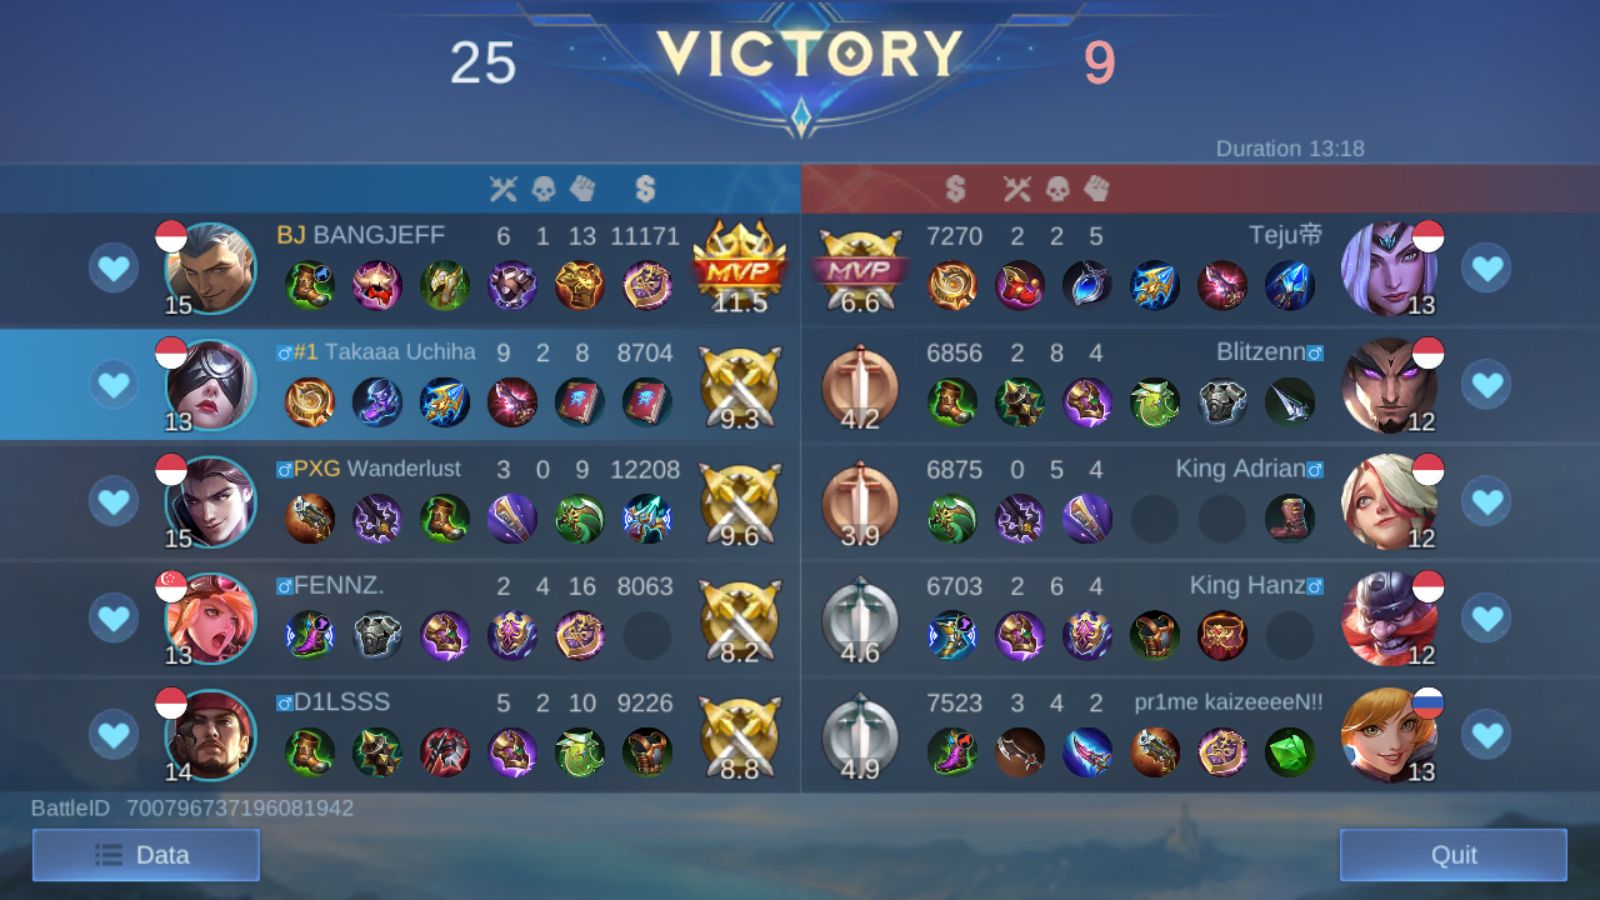 25 VICTORY 9
Duration 13:18
BJ BANGJEFF 6 1 13 11171
15 MVP 11.5
7270 2 2 5 Teju帝
MVP 6.6 13
♂#1 Takaaa Uchiha 9 2 8 8704
13 9.3
6856 2 8 4 Blitzenn♂
4.2 12
♂PXG Wanderlust 3 0 9 12208
15 9.6
6875 0 5 4 King Adrian♂
3.9 12
♂FENNZ. 2 4 16 8063
13 8.2
6703 2 6 4 King Hanz♂
4.6 12
♂D1LSSS 5 2 10 9226
14 8.8
7523 3 4 2 pr1me kaizeeeeN!!
4.9 13
BattleID 700796737196081942
Data Quit